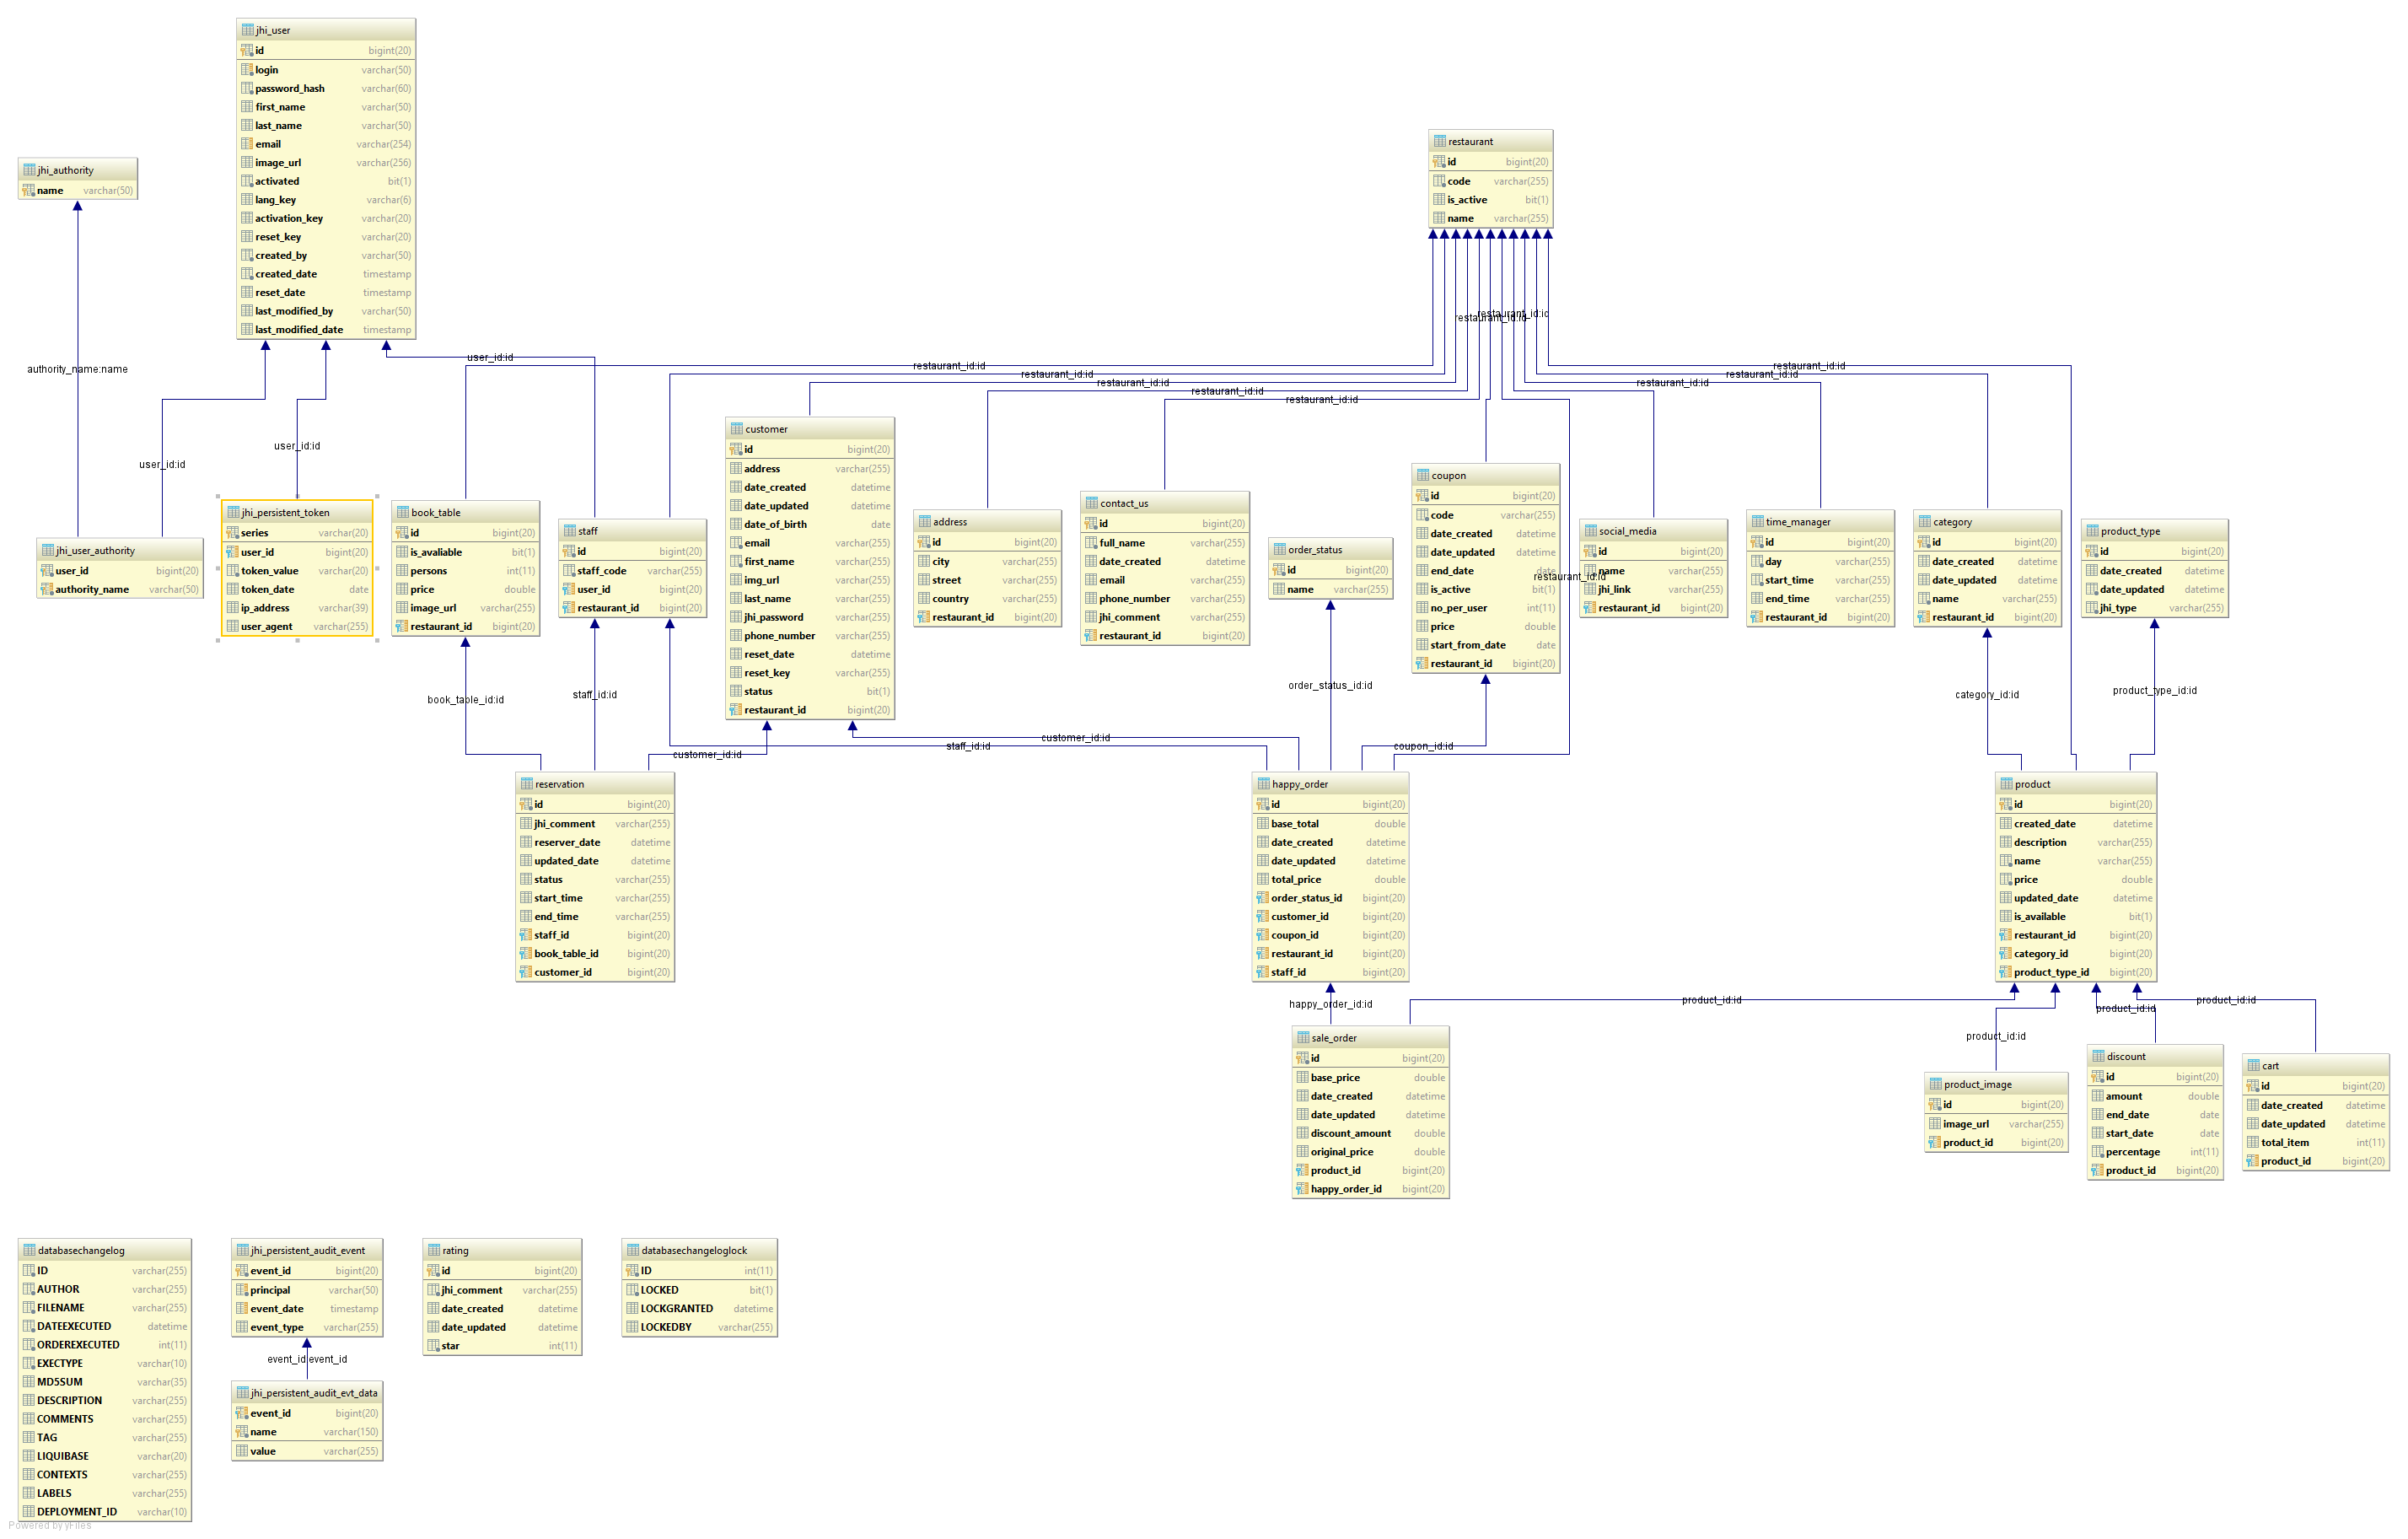 jhi_user
id bigint(20)
login varchar(50)
password_hash varchar(60)
first_name varchar(50)
last_name varchar(50)
email varchar(254)
image_url varchar(256)
activated bit(1)
lang_key varchar(6)
activation_key varchar(20)
reset_key varchar(20)
created_by varchar(50)
created_date timestamp
reset_date timestamp
last_modified_by varchar(50)
last_modified_date timestamp
jhi_authority
name varchar(50)
restaurant
id bigint(20)
code varchar(255)
is_active bit(1)
name varchar(255)
restaurant_id:id
restaurant_id:id
authority_name:name
user_id:id
restaurant_id:id
restaurant_id:id
restaurant_id:id
restaurant_id:id
restaurant_id:id
restaurant_id:id
restaurant_id:id
restaurant_id:id
user_id:id
user_id:id
customer
id bigint(20)
address varchar(255)
date_created datetime
date_updated datetime
date_of_birth date
email varchar(255)
first_name varchar(255)
img_url varchar(255)
last_name varchar(255)
jhi_password varchar(255)
phone_number varchar(255)
reset_date datetime
reset_key varchar(255)
status bit(1)
restaurant_id bigint(20)
jhi_user_authority
user_id bigint(20)
authority_name varchar(50)
jhi_persistent_token
series varchar(20)
user_id bigint(20)
token_value varchar(20)
token_date date
ip_address varchar(39)
user_agent varchar(255)
book_table
id bigint(20)
is_avaliable bit(1)
persons int(11)
price double
image_url varchar(255)
restaurant_id bigint(20)
staff
id bigint(20)
staff_code varchar(255)
user_id bigint(20)
restaurant_id bigint(20)
address
id bigint(20)
city varchar(255)
street varchar(255)
country varchar(255)
restaurant_id bigint(20)
contact_us
id bigint(20)
full_name varchar(255)
date_created datetime
email varchar(255)
phone_number varchar(255)
jhi_comment varchar(255)
restaurant_id bigint(20)
order_status
id bigint(20)
name varchar(255)
coupon
id bigint(20)
code varchar(255)
date_created datetime
date_updated datetime
end_date date
is_active bit(1)
no_per_user int(11)
price double
start_from_date date
restaurant_id bigint(20)
restaurant_id:id
social_media
id bigint(20)
name varchar(255)
jhi_link varchar(255)
restaurant_id bigint(20)
time_manager
id bigint(20)
day varchar(255)
start_time varchar(255)
end_time varchar(255)
restaurant_id bigint(20)
category
id bigint(20)
date_created datetime
date_updated datetime
name varchar(255)
restaurant_id bigint(20)
product_type
id bigint(20)
date_created datetime
date_updated datetime
jhi_type varchar(255)
book_table_id:id
staff_id:id
customer_id:id
staff_id:id
customer_id:id
order_status_id:id
coupon_id:id
category_id:id
product_type_id:id
reservation
id bigint(20)
jhi_comment varchar(255)
reserver_date datetime
updated_date datetime
status varchar(255)
start_time varchar(255)
end_time varchar(255)
staff_id bigint(20)
book_table_id bigint(20)
customer_id bigint(20)
happy_order
id bigint(20)
base_total double
date_created datetime
date_updated datetime
total_price double
order_status_id bigint(20)
customer_id bigint(20)
coupon_id bigint(20)
restaurant_id bigint(20)
staff_id bigint(20)
product
id bigint(20)
created_date datetime
description varchar(255)
name varchar(255)
price double
updated_date datetime
is_available bit(1)
restaurant_id bigint(20)
category_id bigint(20)
product_type_id bigint(20)
happy_order_id:id
product_id:id
product_id:id
product_id:id
product_id:id
sale_order
id bigint(20)
base_price double
date_created datetime
date_updated datetime
discount_amount double
original_price double
product_id bigint(20)
happy_order_id bigint(20)
product_image
id bigint(20)
image_url varchar(255)
product_id bigint(20)
discount
id bigint(20)
amount double
end_date date
start_date date
percentage int(11)
product_id bigint(20)
cart
id bigint(20)
date_created datetime
date_updated datetime
total_item int(11)
product_id bigint(20)
databasechangelog
ID varchar(255)
AUTHOR varchar(255)
FILENAME varchar(255)
DATEEXECUTED datetime
ORDEREXECUTED int(11)
EXECTYPE varchar(10)
MD5SUM varchar(35)
DESCRIPTION varchar(255)
COMMENTS varchar(255)
TAG varchar(255)
LIQUIBASE varchar(20)
CONTEXTS varchar(255)
LABELS varchar(255)
DEPLOYMENT_ID varchar(10)
jhi_persistent_audit_event
event_id bigint(20)
principal varchar(50)
event_date timestamp
event_type varchar(255)
event_id:event_id
jhi_persistent_audit_evt_data
event_id bigint(20)
name varchar(150)
value varchar(255)
rating
id bigint(20)
jhi_comment varchar(255)
date_created datetime
date_updated datetime
star int(11)
databasechangeloglock
ID int(11)
LOCKED bit(1)
LOCKGRANTED datetime
LOCKEDBY varchar(255)
Powered by yFiles